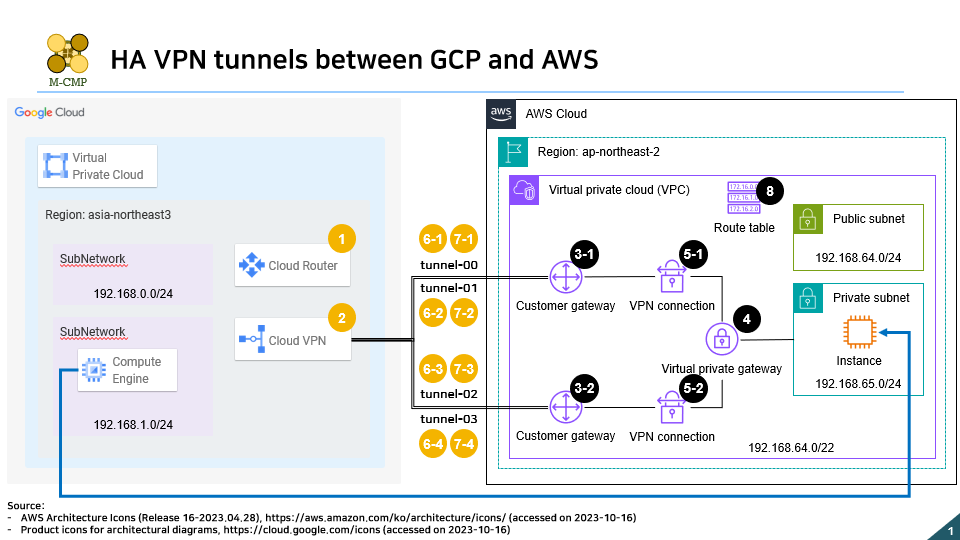 M-CMP
HA VPN tunnels between GCP and AWS
Google Cloud
Virtual
Private Cloud
Region: asia-northeast3
SubNetwork
192.168.0.0/24
SubNetwork
Compute
Engine
192.168.1.0/24
1
Cloud Router
2
Cloud VPN
6-1
7-1
tunnel-00
tunnel-01
6-2
7-2
6-3
7-3
tunnel-02
tunnel-03
6-4
7-4
aws
AWS Cloud
Region: ap-northeast-2
Virtual private cloud (VPC)
172.16.0.
172.16.1.
172.16.2.0
8
Route table
Public subnet
192.168.64.0/24
3-1
Customer gateway
5-1
VPN connection
4
Virtual private gateway
Private subnet
Instance
192.168.65.0/24
3-2
Customer gateway
5-2
VPN connection
192.168.64.0/22
Source:
- AWS Architecture Icons (Release 16-2023.04.28), https://aws.amazon.com/ko/architecture/icons/ (accessed on 2023-10-16)
- Product icons for architectural diagrams, https://cloud.google.com/icons (accessed on 2023-10-16)
1